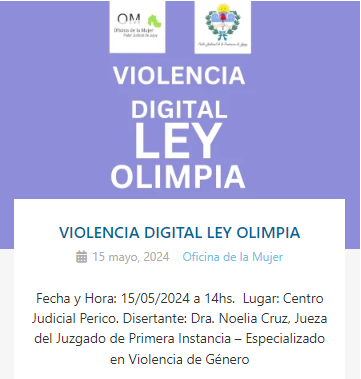 OM
Oficina de la Mujer
VIOLENCIA
DIGITAL
LEY
OLIMPIA
VIOLENCIA DIGITAL LEY OLIMPIA
15 mayo, 2024 Oficina de la Mujer
Fecha y Hora: 15/05/2024 a 14hs. Lugar: Centro
Judicial Perico. Disertante: Dra. Noelia Cruz, Jueza
del Juzgado de Primera Instancia – Especializado
en Violencia de Género